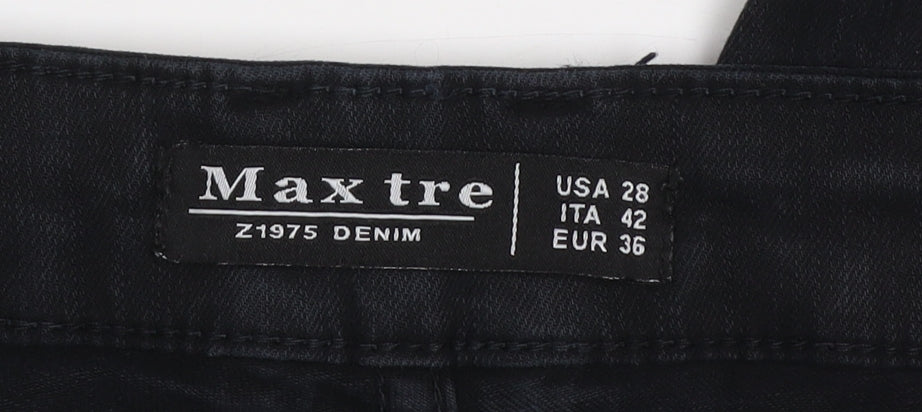 Max tre
Z1975 DENIM
USA 28
ITA 42
EUR 36